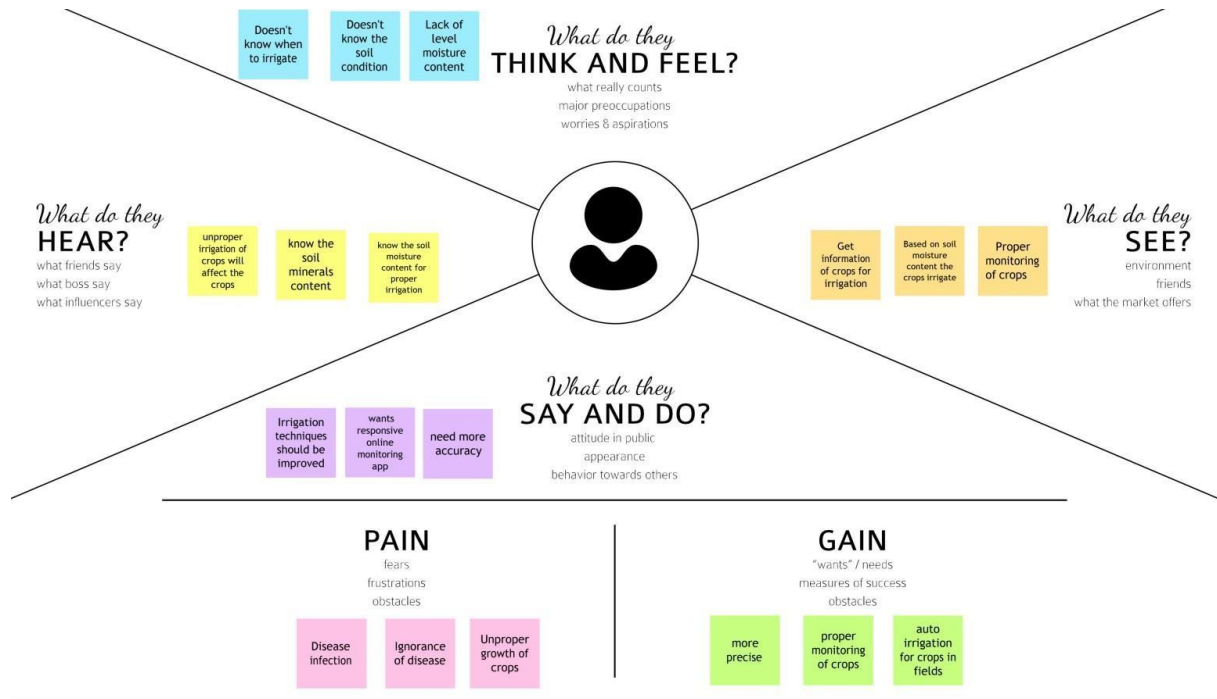 Doesn't
know when
to irrigate
Doesn't
know the
soil
condition
Lack of
level
moisture
content
What do they
THINK AND FEEL?
what really counts
major preoccupations
worries & aspirations
What do they
HEAR?
what friends say
what boss say
what influencers say
unproper
irrigation of
crops will
affect the
crops
know the
soil
minerals
content
know the soil
moisture
content for
proper
irrigation
Get
information
of crops for
irrigation
Based on soil
moisture
content the
crops irrigate
Proper
monitoring
of crops
What do they
SEE?
environment
friends
what the market offers
Irrigation
techniques
should be
improved
wants
responsive
online
monitoring
app
need more
accuracy
What do they
SAY AND DO?
attitude in public
appearance
behavior towards others
PAIN
fears
frustrations
obstacles
Disease
infection
Ignorance
of disease
Unproper
growth of
crops
GAIN
"wants" / needs
measures of success
obstacles
more
precise
proper
monitoring
of crops
auto
irrigation
for crops in
fields